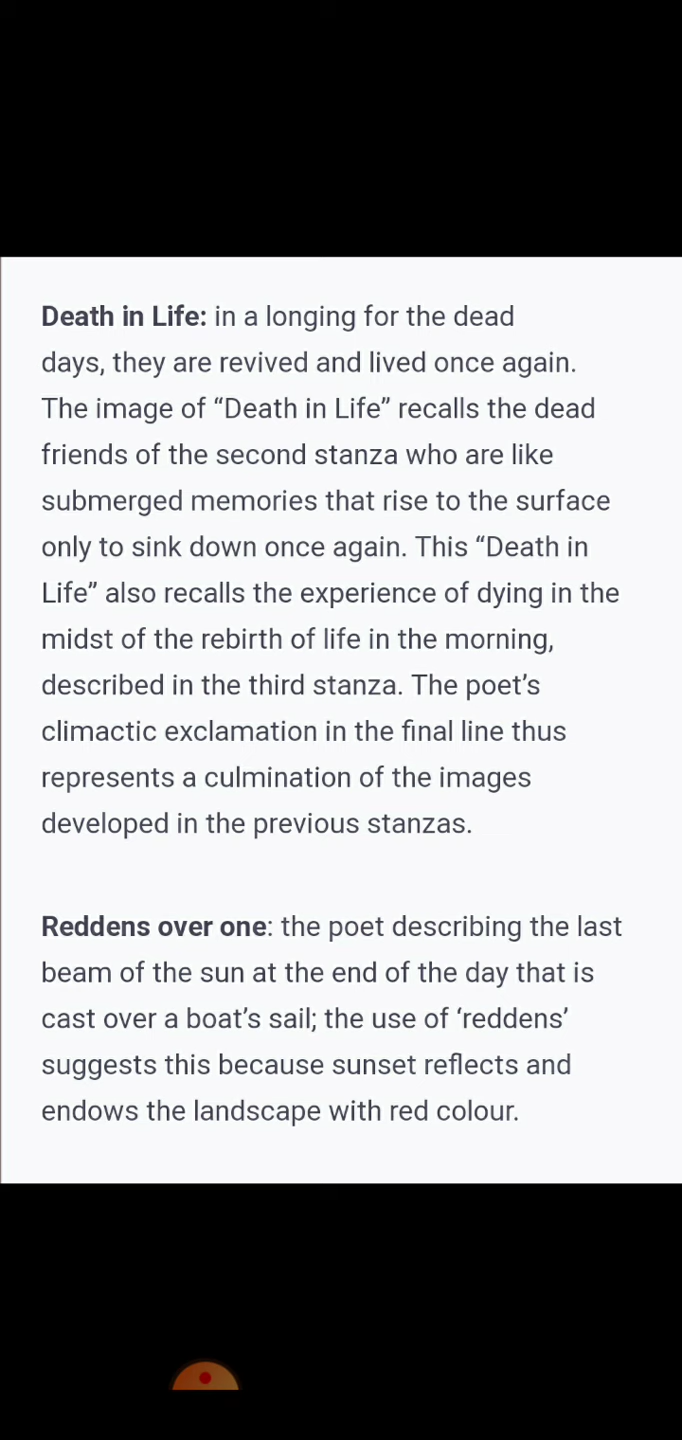 Death in Life: in a longing for the dead
days, they are revived and lived once again.
The image of “Death in Life” recalls the dead
friends of the second stanza who are like
submerged memories that rise to the surface
only to sink down once again. This “Death in
Life” also recalls the experience of dying in the
midst of the rebirth of life in the morning,
described in the third stanza. The poet’s
climactic exclamation in the final line thus
represents a culmination of the images
developed in the previous stanzas.
Reddens over one: the poet describing the last
beam of the sun at the end of the day that is
cast over a boat’s sail; the use of ‘reddens’
suggests this because sunset reflects and
endows the landscape with red colour.